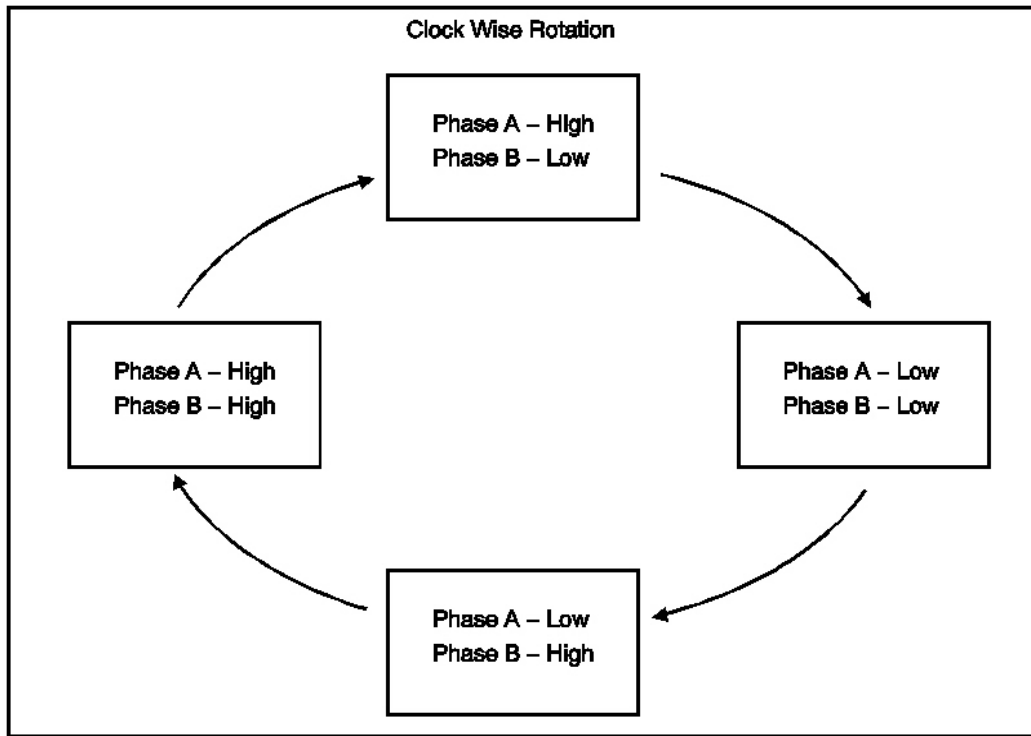 Clock Wise Rotation
Phase A – High
Phase B – Low
Phase A – High
Phase B – High
Phase A – Low
Phase B – Low
Phase A – Low
Phase B – High